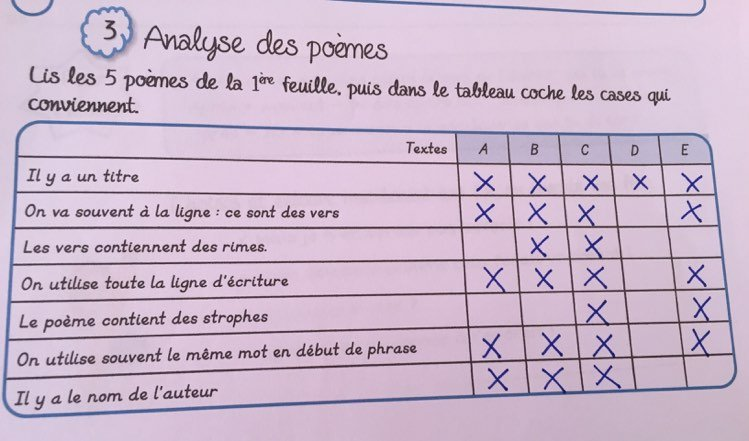 3 Analyse des poèmes
Lis les 5 poèmes de la 1ère feuille, puis dans le tableau coche les cases qui
conviennent.
Textes A B C D E
Il y a un titre X X X X X
On va souvent à la ligne : ce sont des vers X X X X
Les vers contiennent des rimes. X X
On utilise toute la ligne d'écriture X X X X
Le poème contient des strophes X X
On utilise souvent le même mot en début de phrase X X X X
Il y a le nom de l'auteur X X X